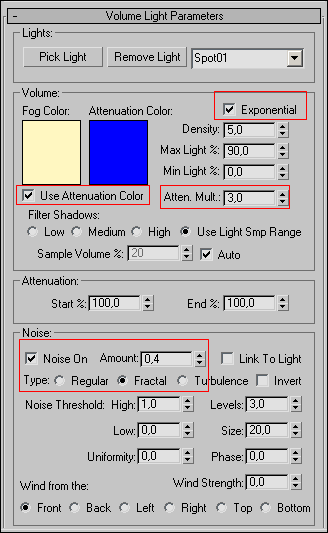 - Volume Light Parameters
Lights:
Pick Light Remove Light Spot01
Volume:
Fog Color: Attenuation Color: Exponential
Density: 5,0
Max Light %: 90,0
Min Light %: 0,0
Use Attenuation Color Atten. Mult.: 3,0
Filter Shadows:
Low Medium High Use Light Smp Range
Sample Volume %: 20 Auto
Attenuation:
Start %: 100,0 End %: 100,0
Noise:
Noise On Amount: 0,4 Link To Light
Type: Regular Fractal Turbulence Invert
Noise Threshold: High: 1,0 Levels: 3,0
Low: 0,0 Size: 20,0
Uniformity: 0,0 Phase: 0,0
Wind from the: Wind Strength: 0,0
Front Back Left Right Top Bottom